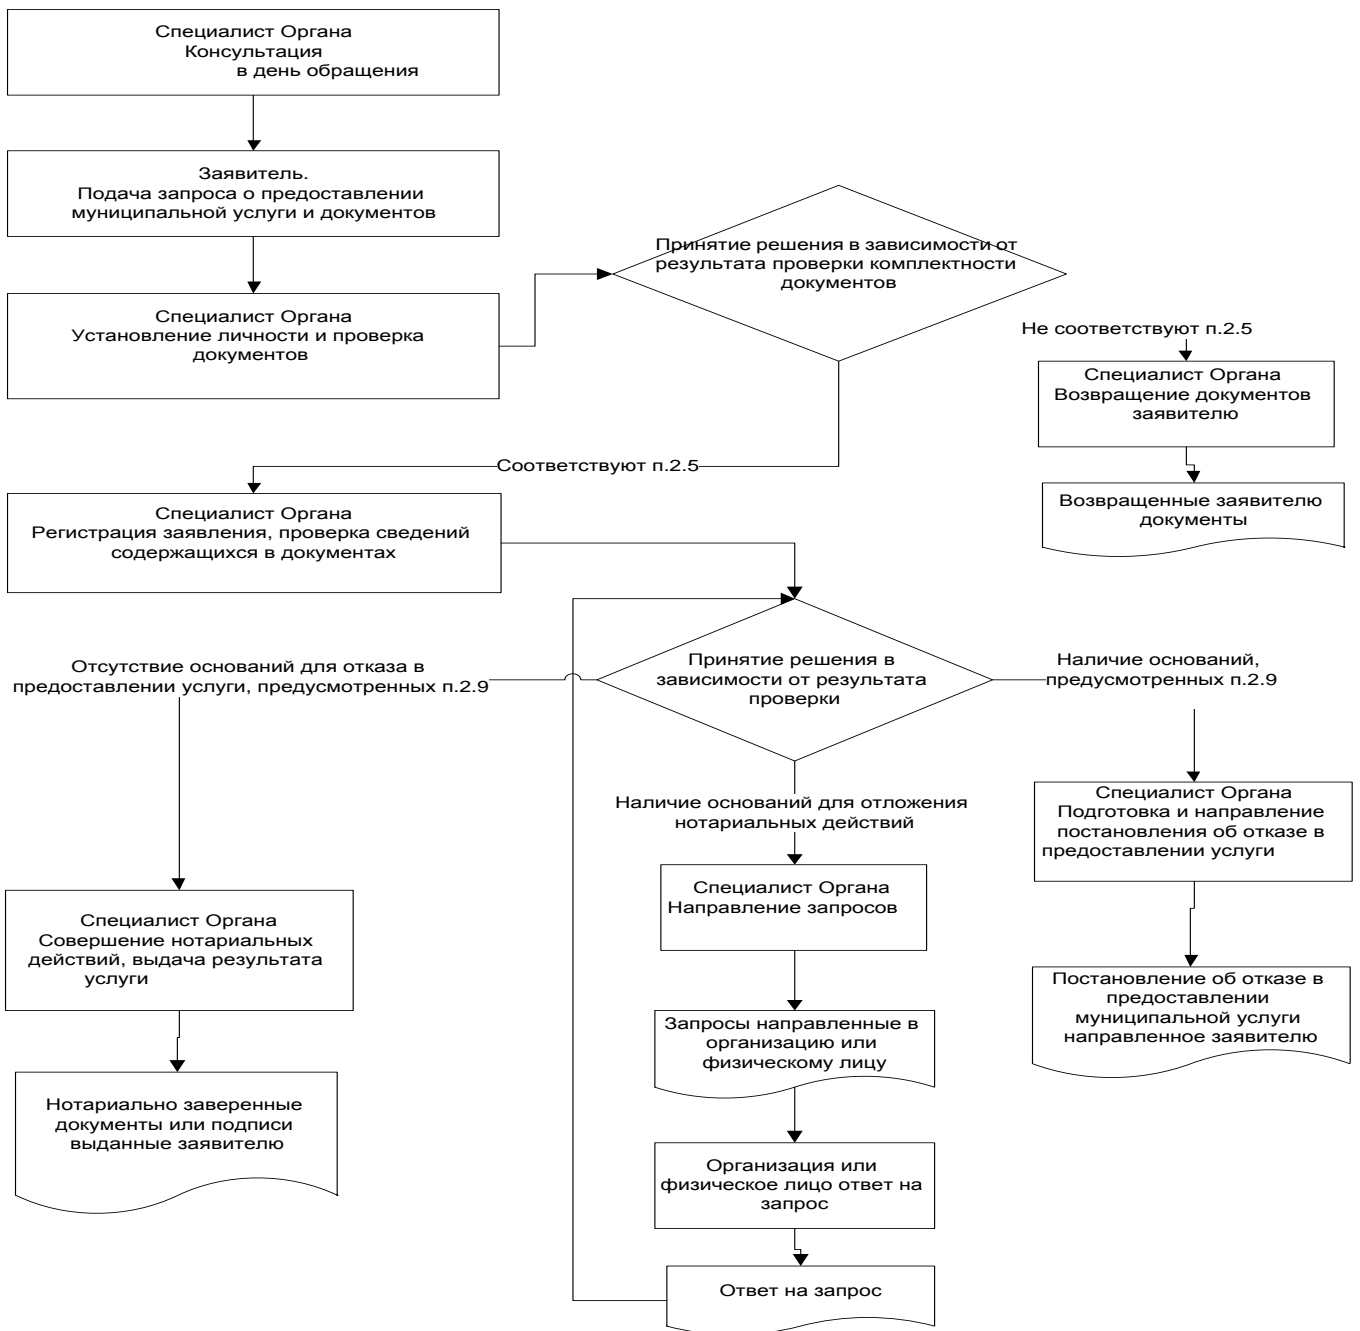 Специалист Органа
Консультация
в день обращения
Заявитель.
Подача запроса о предоставлении
муниципальной услуги и документов
Специалист Органа
Установление личности и проверка
документов
Принятие решения в зависимости от
результата проверки комплектности
документов
Не соответствуют п.2.5
Специалист Органа
Возвращение документов
заявителю
Возвращенные заявителю
документы
Соответствуют п.2.5
Специалист Органа
Регистрация заявления, проверка сведений
содержащихся в документах
Принятие решения в
зависимости от результата
проверки
Отсутствие оснований для отказа в
предоставлении услуги, предусмотренных п.2.9
Наличие оснований,
предусмотренных п.2.9
Наличие оснований для отложения
нотариальных действий
Специалист Органа
Подготовка и направление
постановления об отказе в
предоставлении услуги
Специалист Органа
Направление запросов
Специалист Органа
Совершение нотариальных
действий, выдача результата
услуги
Постановление об отказе в
предоставлении
муниципальной услуги
направленное заявителю
Запросы направленные в
организацию или
физическому лицу
Нотариально заверенные
документы или подписи
выданные заявителю
Организация или
физическое лицо ответ на
запрос
Ответ на запрос